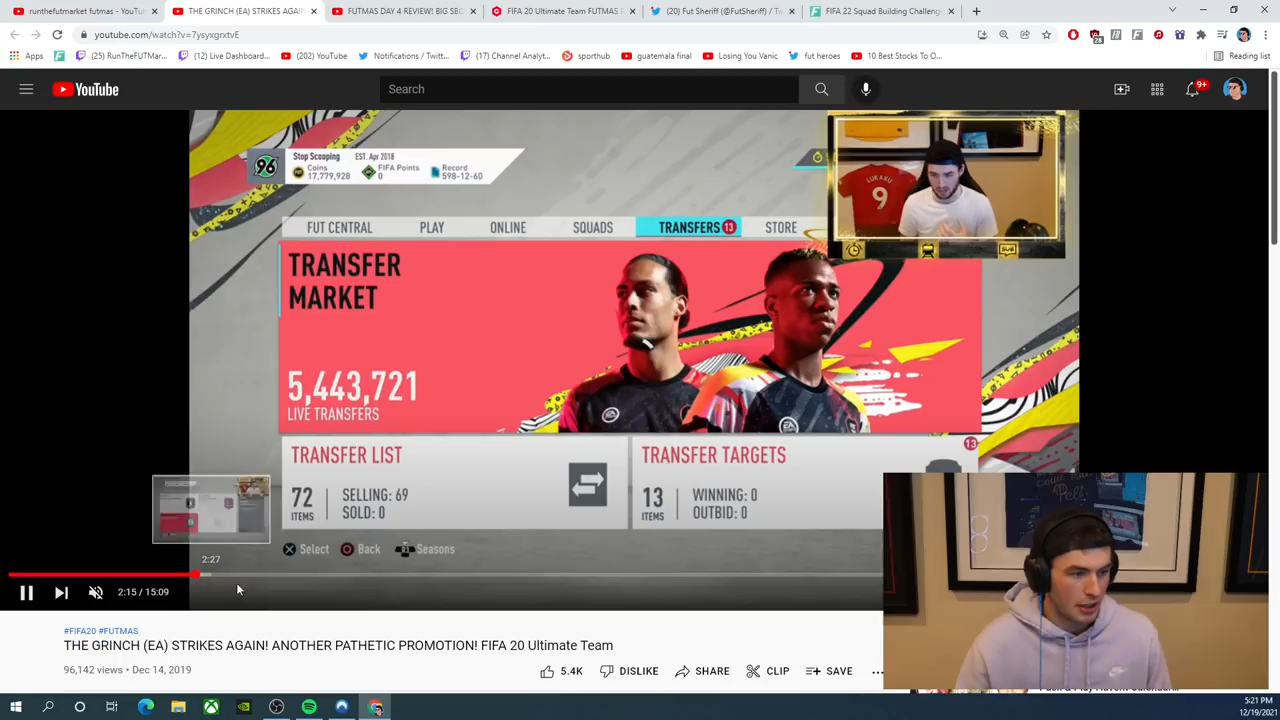 runthefutmarket futmas - YouTu
THE GRINCH (EA) STRIKES AGAI
FUTMAS DAY 4 REVIEW! BIG SBC
FIFA 20 Ultimate Team FUTMAS F
(20) Fut Sheriff (@FutSheriff) / Tw
FIFA 22 Squad Building Challeng
youtube.com/watch?v=7ysyxgrxtvE
Apps
(25) RunTheFUTMar...
(12) Live Dashboard...
(202) YouTube
Notifications / Twitt...
(17) Channel Analyt...
sporthub
guatemala final
Losing You Vanic
fut heroes
10 Best Stocks To O...
Reading list
YouTube
Search
9+
Stop Scooping
EST. Apr 2018
Coins
17,779,928
FIFA Points
0
Record
598-12-60
LUKAKU
9
SUB
FUT CENTRAL
PLAY
ONLINE
SQUADS
TRANSFERS 13
STORE
TRANSFER
MARKET
5,443,721
LIVE TRANSFERS
TRANSFER LIST
72
ITEMS
SELLING: 69
SOLD: 0
TRANSFER TARGETS
13
13
ITEMS
WINNING: 0
OUTBID: 0
Select
Back
Seasons
2:27
2:15 / 15:09
#FIFA20 #FUTMAS
THE GRINCH (EA) STRIKES AGAIN! ANOTHER PATHETIC PROMOTION! FIFA 20 Ultimate Team
96,142 views • Dec 14, 2019
5.4K
DISLIKE
SHARE
CLIP
SAVE
5:21 PM
12/19/2021